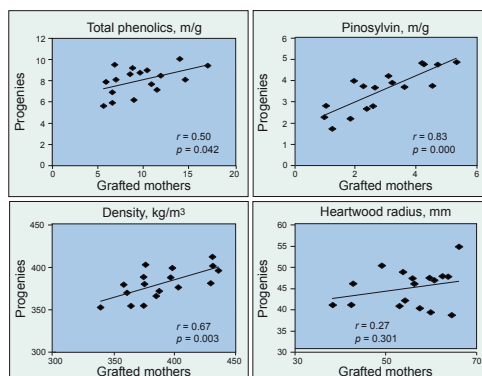 Total phenolics, m/g
12
10
8
6
4
2
0
Progenies
0 5 10 15 20
r = 0.50
p = 0.042
Grafted mothers
Pinosylvin, m/g
6
5
4
3
2
1
0
Progenies
0 2 4 6
r = 0.83
p = 0.000
Grafted mothers
Density, kg/m³
450
400
350
300
Progenies
300 350 400 450
r = 0.67
p = 0.003
Grafted mothers
Heartwood radius, mm
60
55
50
45
40
35
30
Progenies
30 40 50 60 70
r = 0.27
p = 0.301
Grafted mothers